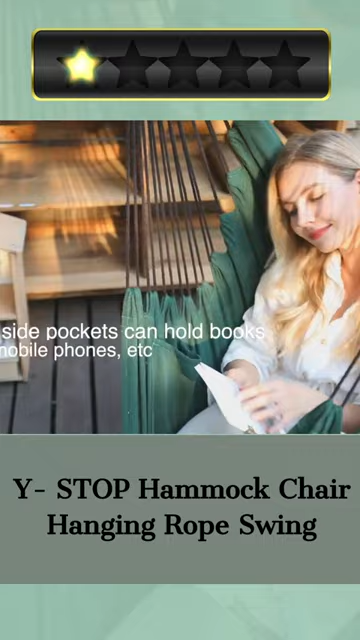 side pockets can hold books
mobile phones, etc
Y- STOP Hammock Chair
Hanging Rope Swing